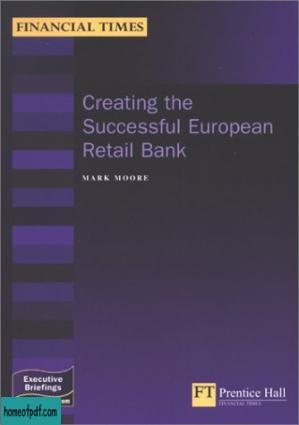 FINANCIAL TIMES
Creating the
Successful European
Retail Bank
MARK MOORE
Executive
Briefings
homeofpdf.com
FT Prentice Hall
FINANCIAL TIMES